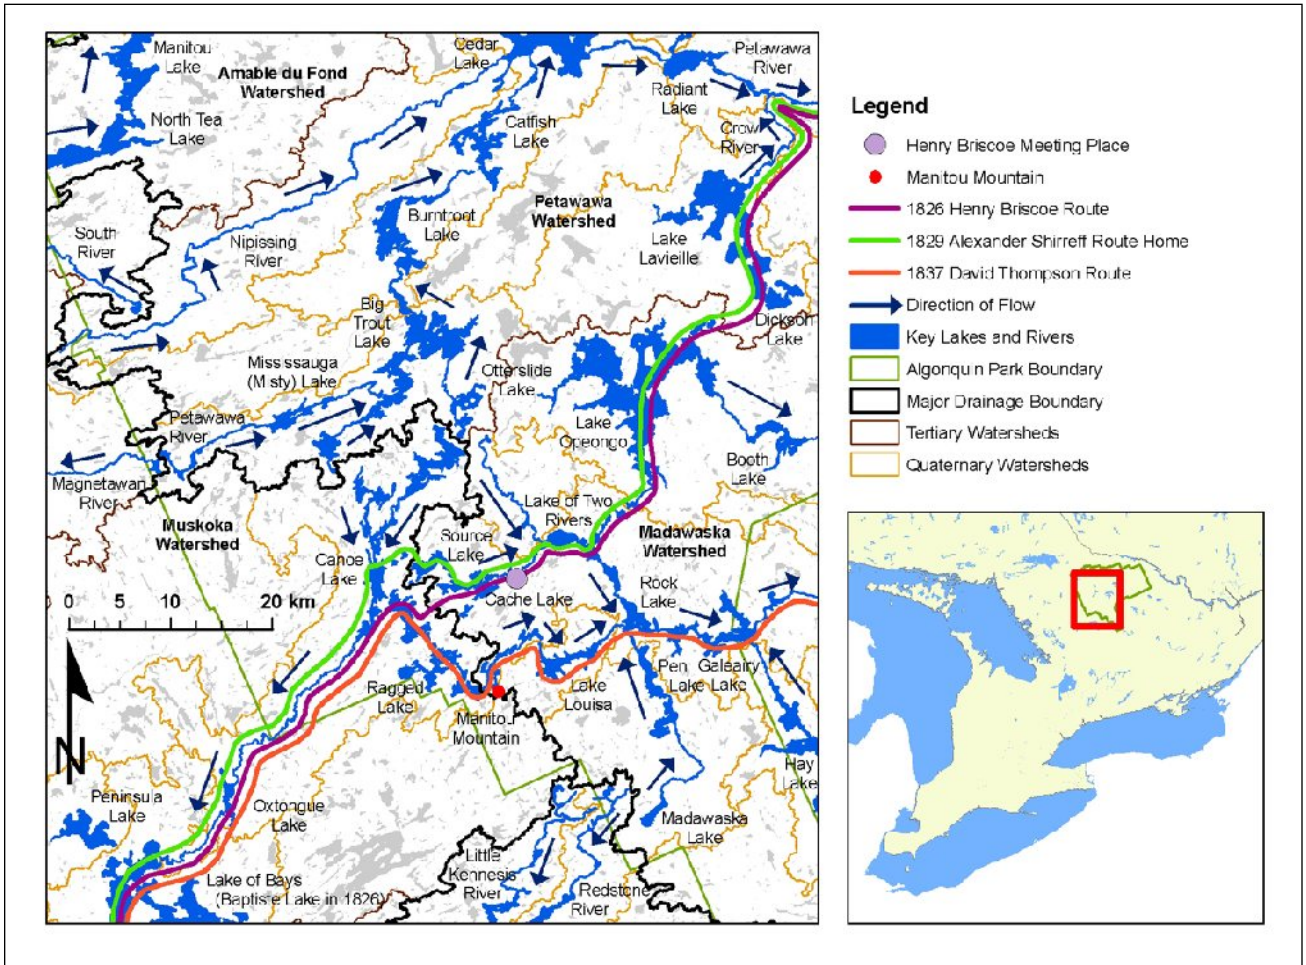 Manitou
Lake
Amable du Fond
Watershed
North Tea
Lake
Cedar
Lake
Petawawa
River
Radiant
Lake
Catfish
Lake
Crow
River
South
River
Nipissing
River
Burntroot
Lake
Petawawa
Watershed
Lake
Lavieille
Big
Trout
Lake
Dickson
Lake
Mississauga
(Misty) Lake
Otterslide
Lake
Petawawa
River
Lake
Opeongo
Booth
Lake
Magnetawan
River
Muskoka
Watershed
Lake of Two
Rivers
Source
Lake
Madawaska
Watershed
Canoe
Lake
Cache Lake
Rock
Lake
0 5 10 20 km
Ragged
Lake
Pen
Lake
Galeairy
Lake
Lake
Louisa
Manitou
Mountain
N
Hay
Lake
Peninsula
Lake
Oxtongue
Lake
Madawaska
Lake
Little
Kennesis
River
Redstone
River
Lake of Bays
(Baptiste Lake in 1826)
Legend
Henry Briscoe Meeting Place
Manitou Mountain
1826 Henry Briscoe Route
1829 Alexander Shirreff Route Home
1837 David Thompson Route
Direction of Flow
Key Lakes and Rivers
Algonquin Park Boundary
Major Drainage Boundary
Tertiary Watersheds
Quaternary Watersheds